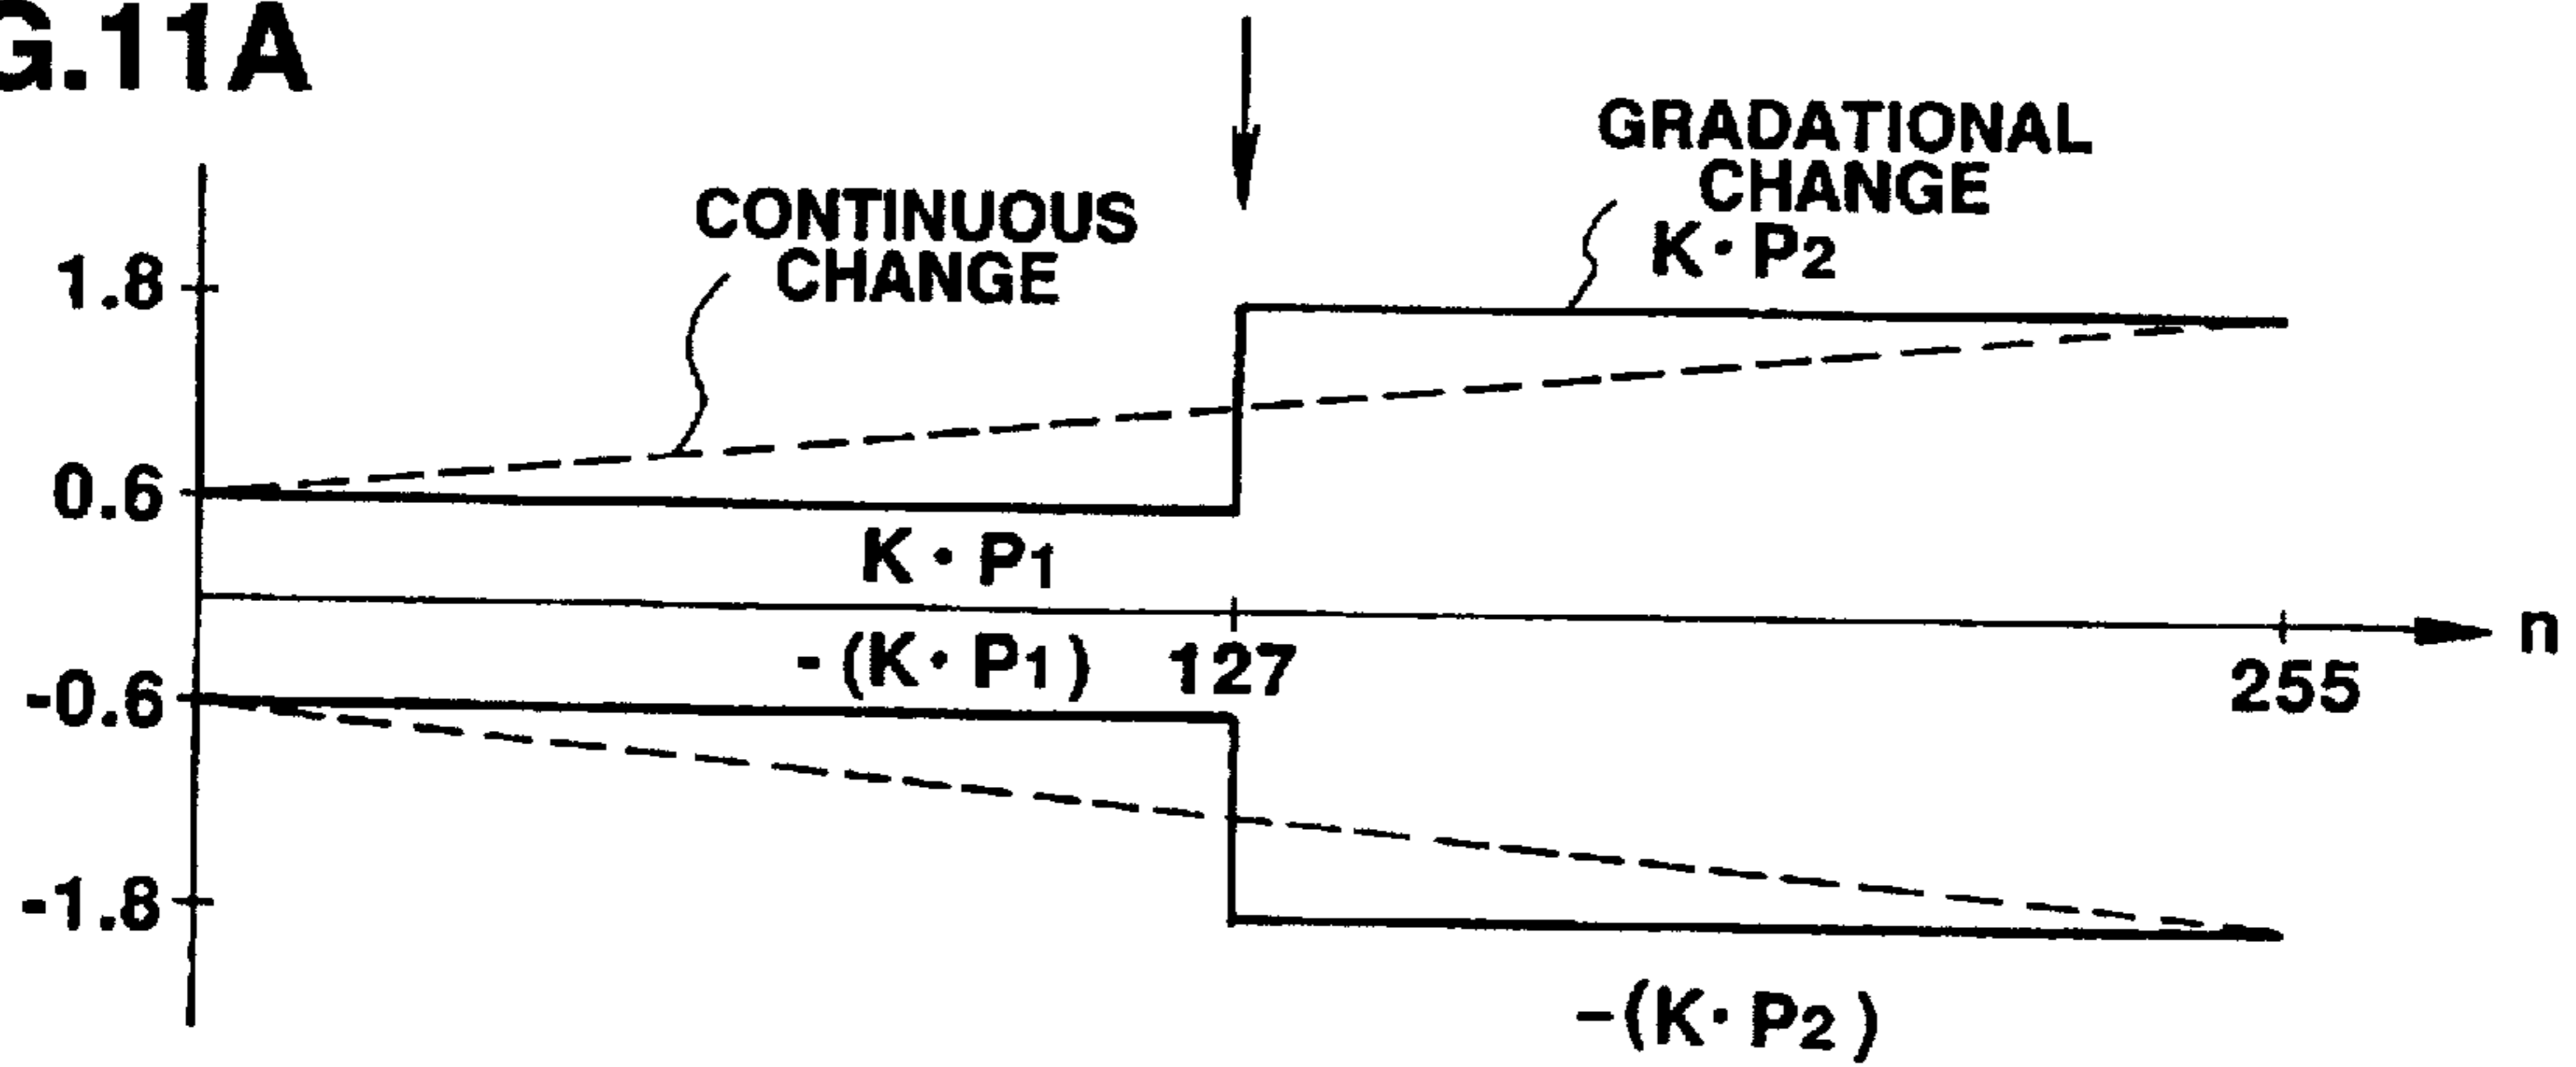 G.11A
GRADATIONAL
CHANGE
K · P2
CONTINUOUS
CHANGE
1.8
0.6
K · P1
n
-(K · P1)
127
255
-0.6
-1.8
-(K · P2)